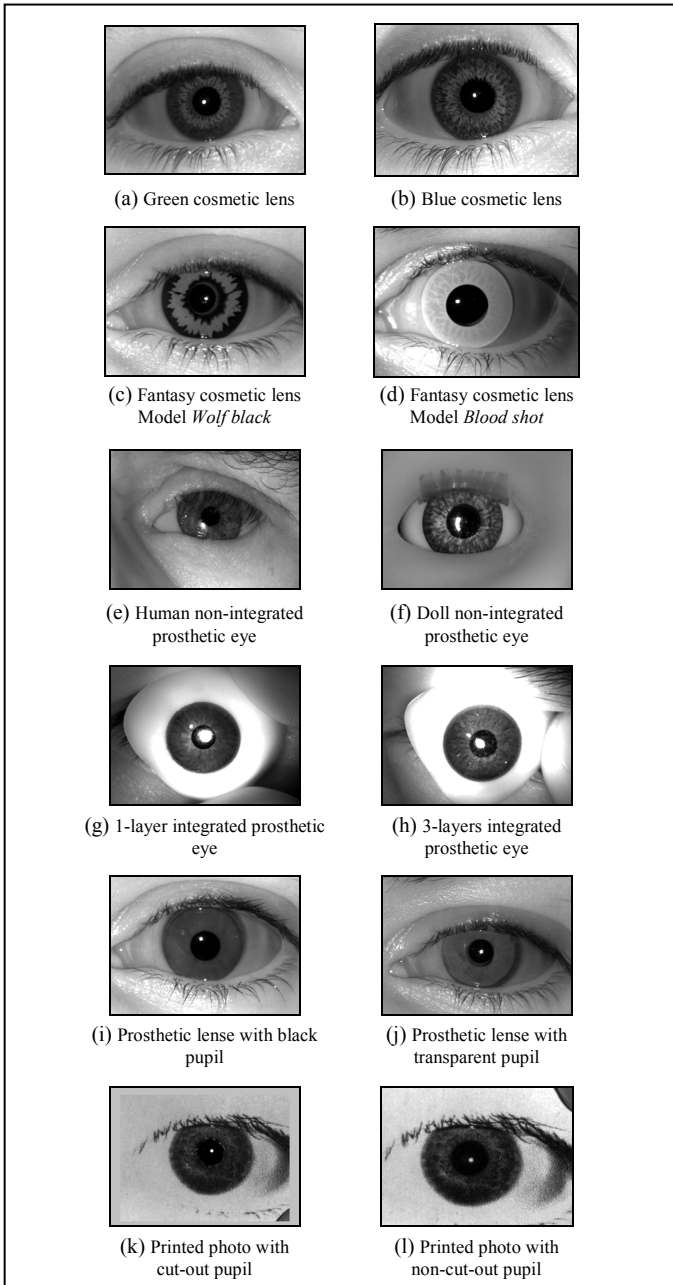 (a) Green cosmetic lens
(b) Blue cosmetic lens
(c) Fantasy cosmetic lens
Model Wolf black
(d) Fantasy cosmetic lens
Model Blood shot
(e) Human non-integrated
prosthetic eye
(f) Doll non-integrated
prosthetic eye
(g) 1-layer integrated prosthetic
eye
(h) 3-layers integrated
prosthetic eye
(i) Prosthetic lense with black
pupil
(j) Prosthetic lense with
transparent pupil
(k) Printed photo with
cut-out pupil
(l) Printed photo with
non-cut-out pupil